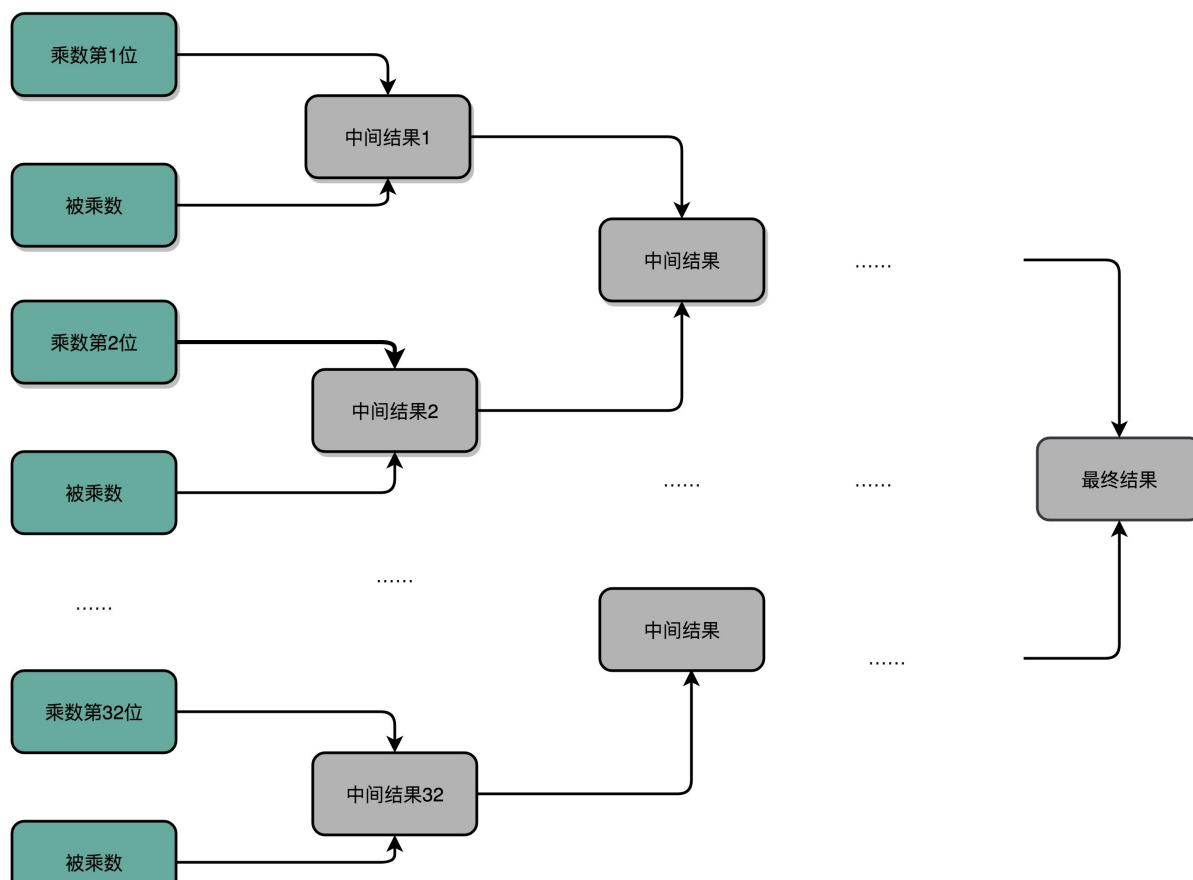 乘数第1位
中间结果1
被乘数
中间结果
......
乘数第2位
中间结果2
被乘数
......
......
最终结果
......
......
中间结果
......
乘数第32位
中间结果32
被乘数